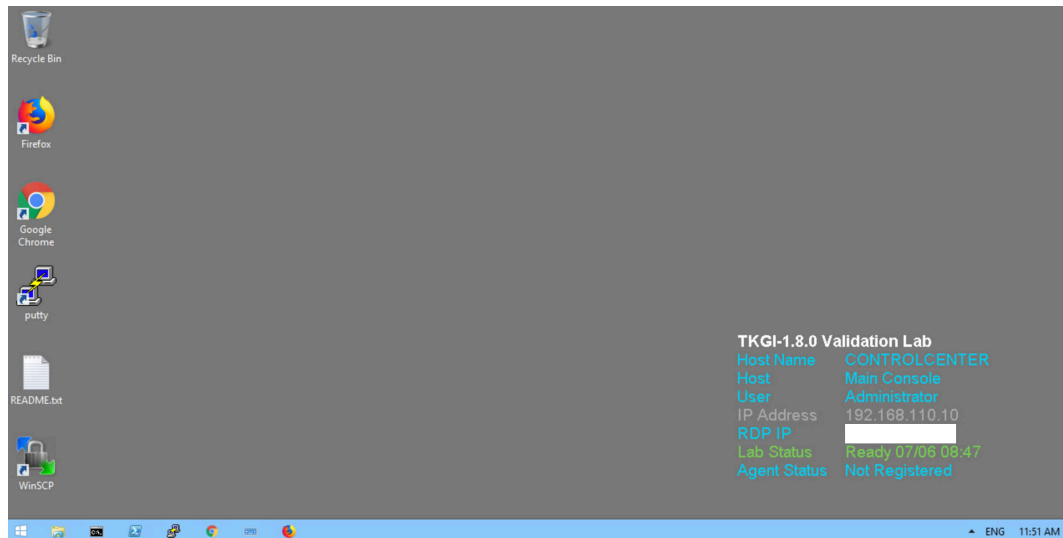 Recycle Bin
Firefox
Google
Chrome
putty
README.txt
WinSCP
TKGI-1.8.0 Validation Lab
Host Name CONTROLCENTER
Host Main Console
User Administrator
IP Address 192.168.110.10
RDP IP
Lab Status Ready 07/06 08:47
Agent Status Not Registered
ENG 11:51 AM